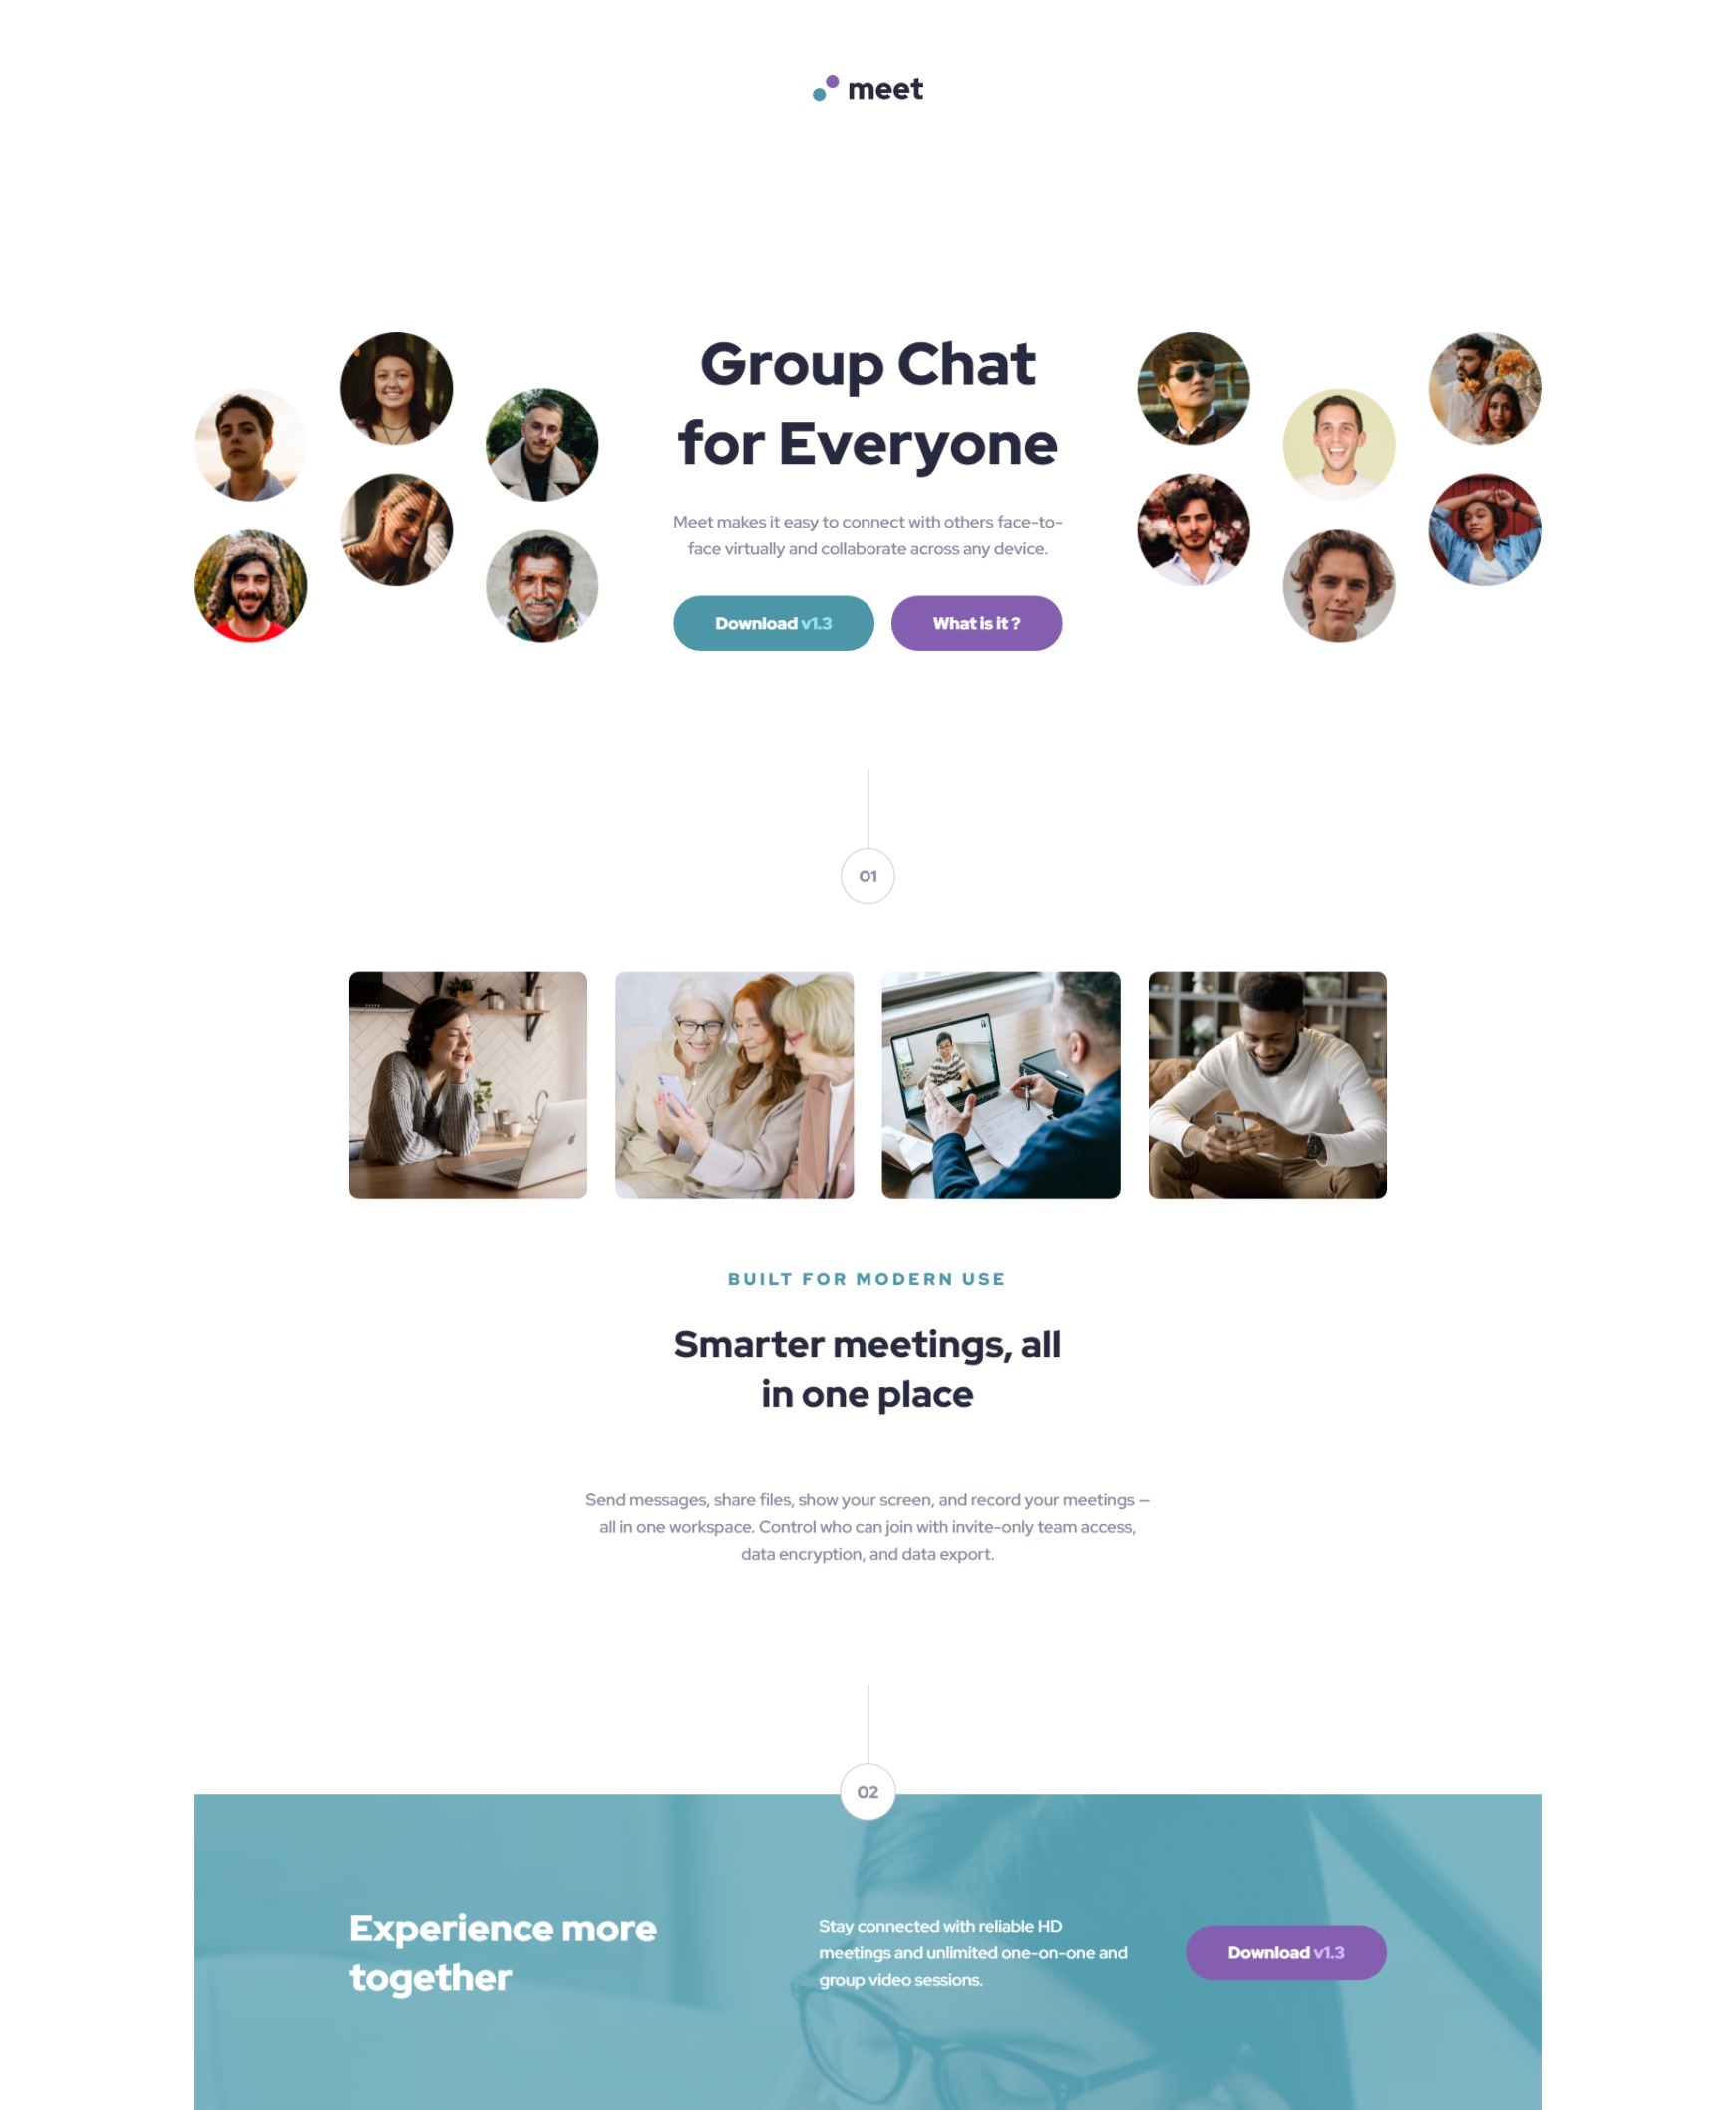 meet
Group Chat
for Everyone
Meet makes it easy to connect with others face-to-
face virtually and collaborate across any device.
Download v1.3
What is it ?
01
BUILT FOR MODERN USE
Smarter meetings, all
in one place
Send messages, share files, show your screen, and record your meetings —
all in one workspace. Control who can join with invite-only team access,
data encryption, and data export.
02
Experience more
together
Stay connected with reliable HD
meetings and unlimited one-on-one and
group video sessions.
Download v1.3